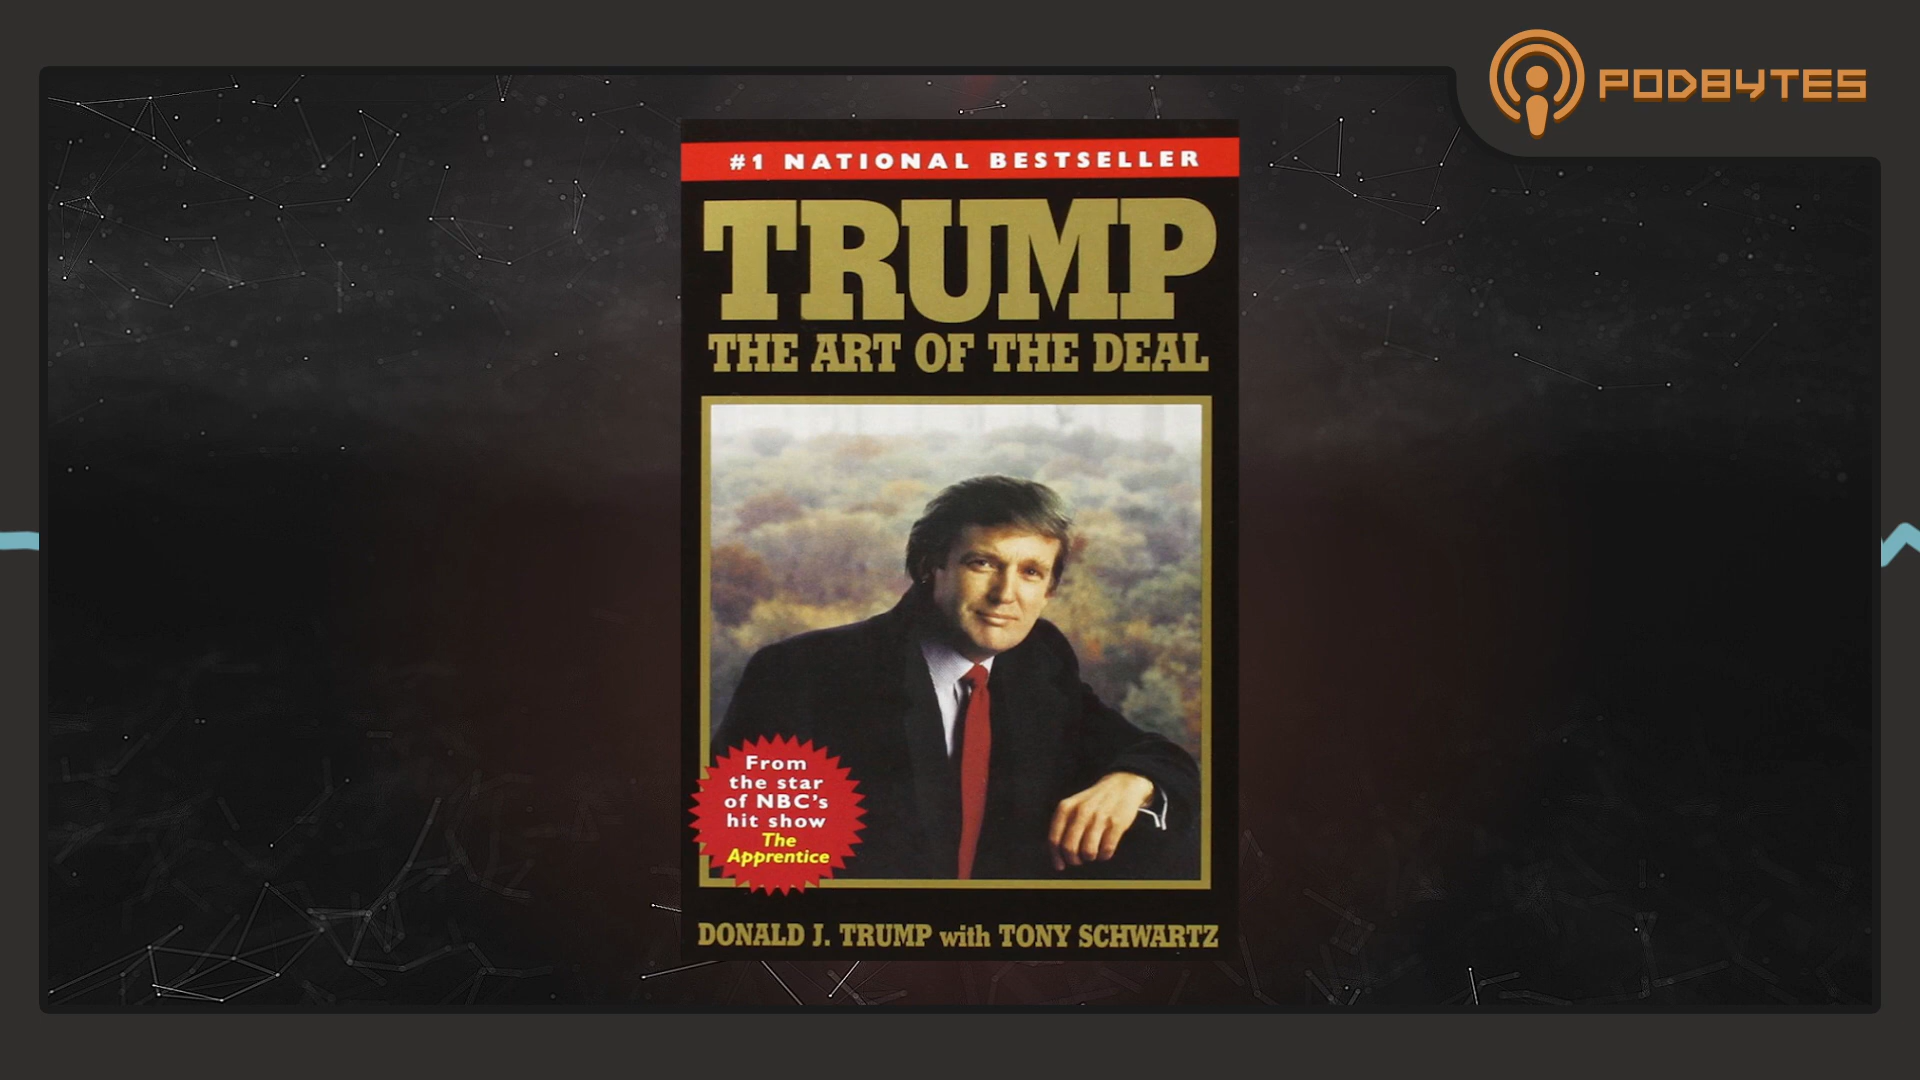 PODBYTES
#1 NATIONAL BESTSELLER
TRUMP
THE ART OF THE DEAL
From
the star
of NBC's
hit show
The
Apprentice
DONALD J. TRUMP with TONY SCHWARTZ